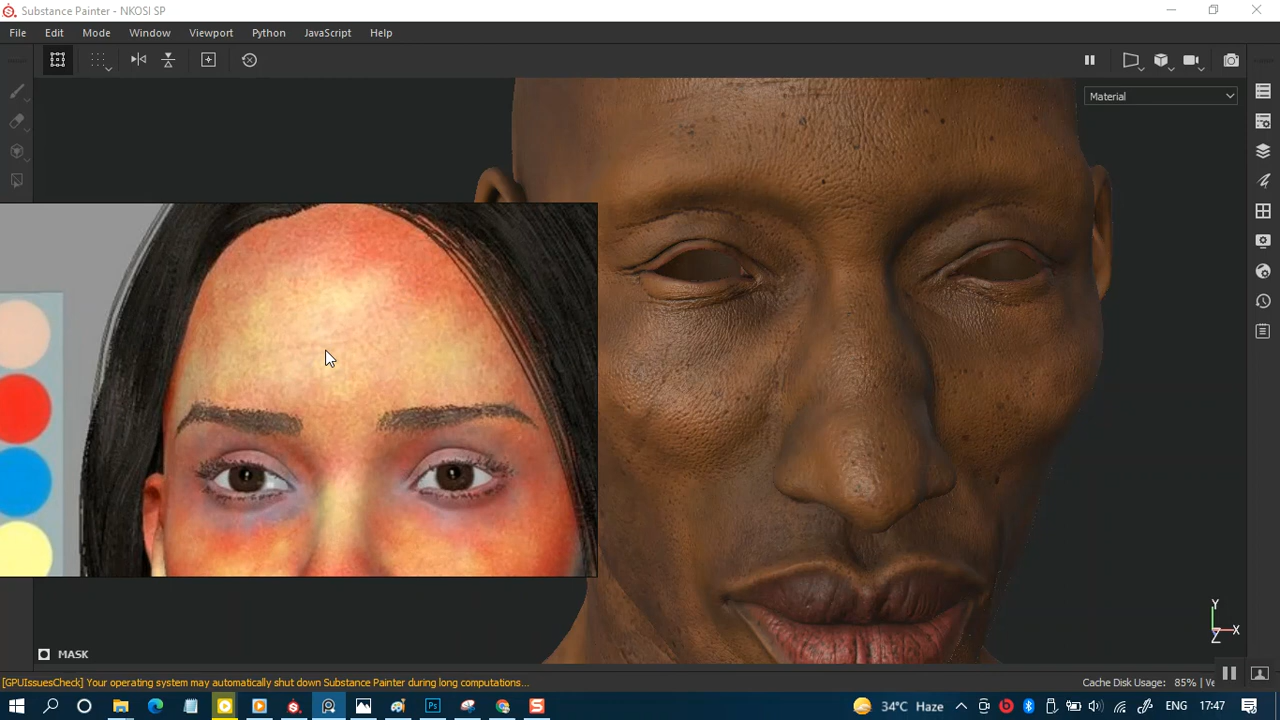 Substance Painter - NKOSI SP
File Edit Mode Window Viewport Python JavaScript Help
Material
Y
X
Z
MASK
[GPUIssuesCheck] Your operating system may automatically shut down Substance Painter during long computations...
Cache Disk Usage: 85% | Ve
Ps
S
34°C Haze
ENG
17:47